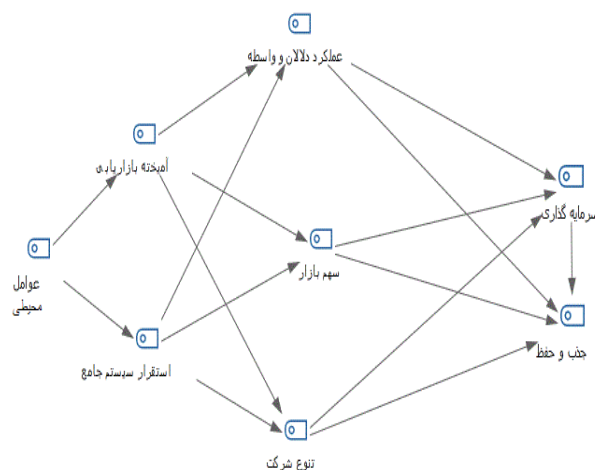 عملکرد دلالان و واسطه
آمیخته بازاریابی
سرمایه گذاری
عوامل
محیطی
سهم بازار
استقرار سیستم جامع
جذب و حفظ
تنوع شرکت